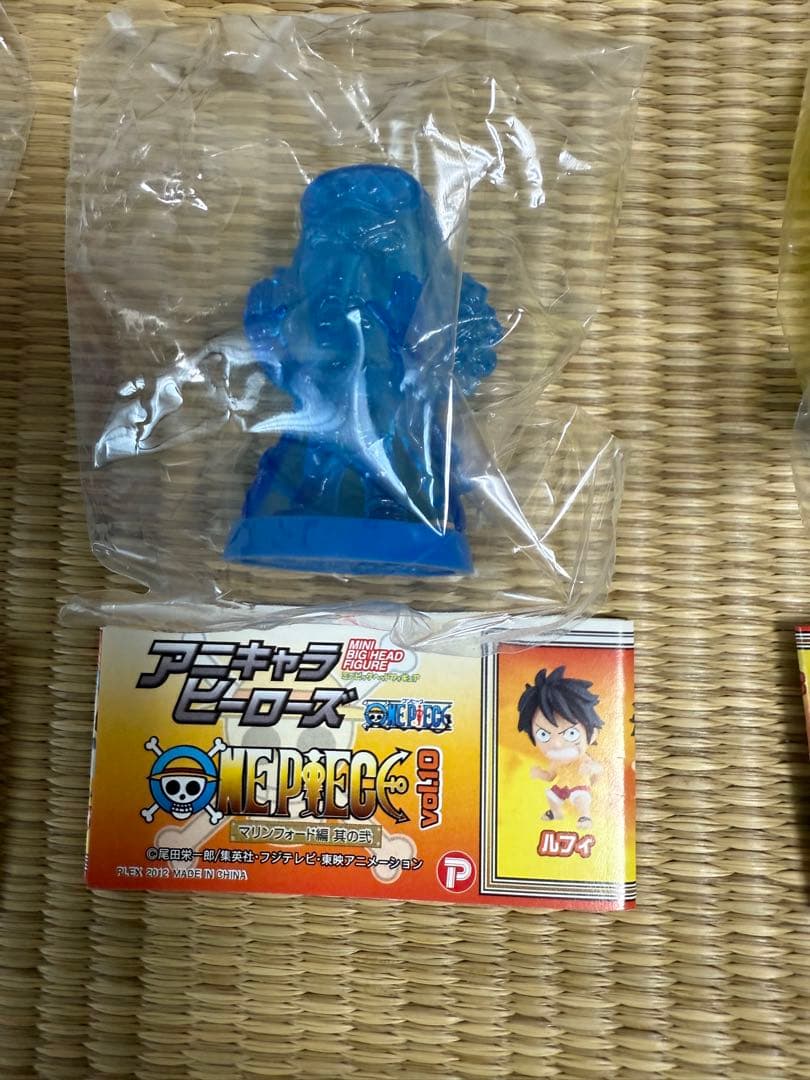 アニキャラ
ヒーローズ
MINI
BIG HEAD
FIGURE
ミニビッグヘッドフィギュア
ONE PIECE
ONE PIECE
vol.10
マリンフォード編 其の弐
©尾田栄一郎/集英社・フジテレビ・東映アニメーション
PLEX 2012 MADE IN CHINA
P
ルフィ